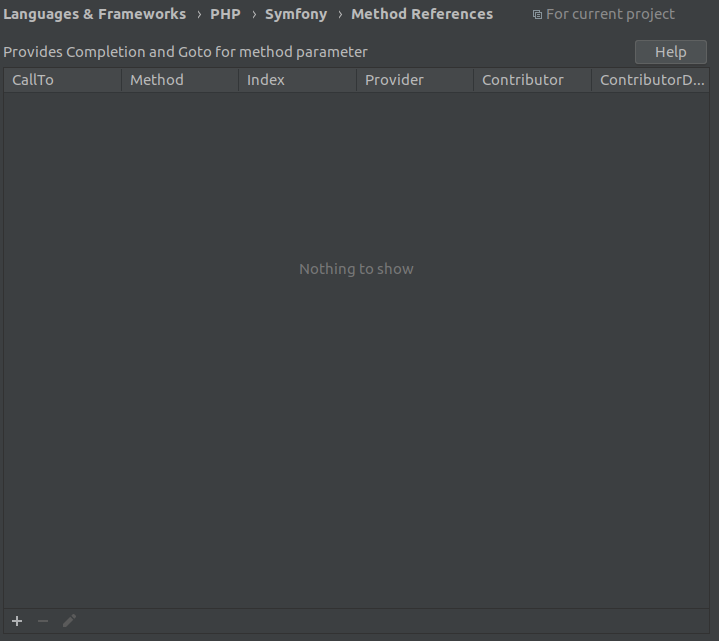 Languages & Frameworks › PHP › Symfony › Method References For current project
Provides Completion and Goto for method parameter Help
CallTo Method Index Provider Contributor ContributorD...
Nothing to show